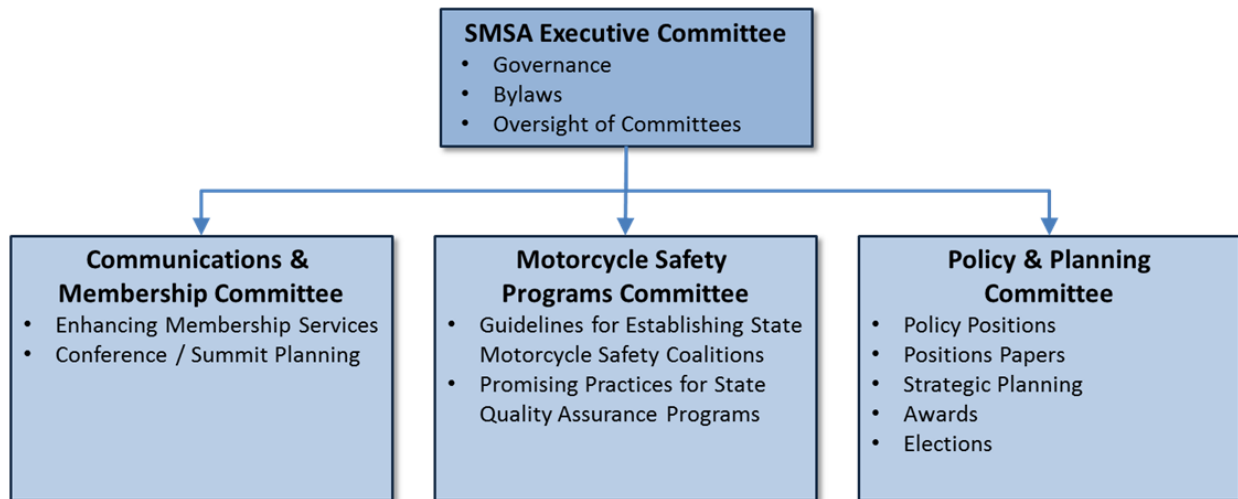 SMSA Executive Committee
• Governance
• Bylaws
• Oversight of Committees
Communications &
Membership Committee
• Enhancing Membership Services
• Conference / Summit Planning
Motorcycle Safety
Programs Committee
• Guidelines for Establishing State
Motorcycle Safety Coalitions
• Promising Practices for State
Quality Assurance Programs
Policy & Planning
Committee
• Policy Positions
• Positions Papers
• Strategic Planning
• Awards
• Elections